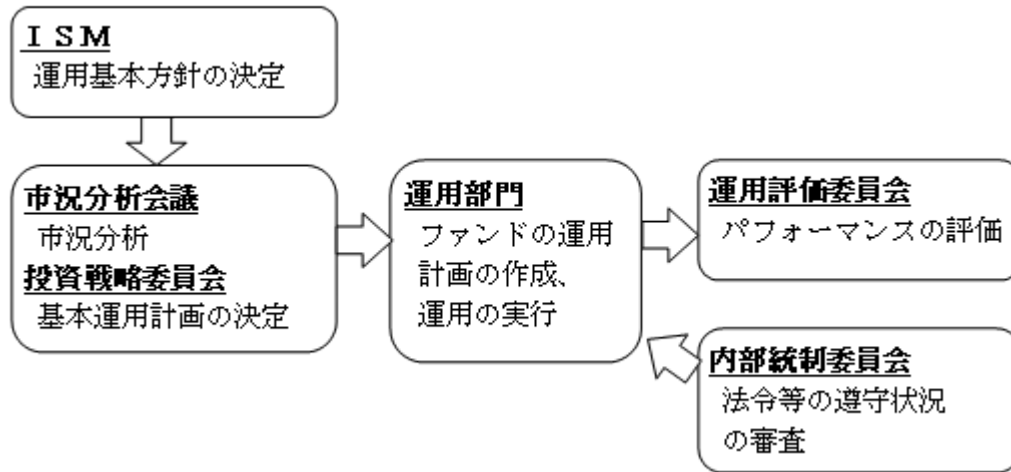 ＩＳＭ
運用基本方針の決定
市況分析会議
市況分析
投資戦略委員会
基本運用計画の決定
運用部門
ファンドの運用
計画の作成、
運用の実行
運用評価委員会
パフォーマンスの評価
内部統制委員会
法令等の遵守状況
の審査